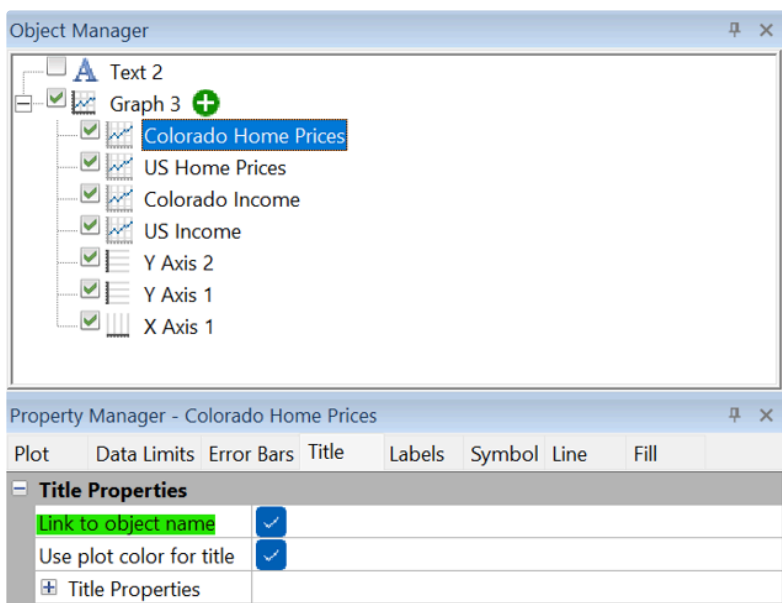 Object Manager
Text 2
Graph 3
Colorado Home Prices
US Home Prices
Colorado Income
US Income
Y Axis 2
Y Axis 1
X Axis 1
Property Manager - Colorado Home Prices
Plot Data Limits Error Bars Title Labels Symbol Line Fill
Title Properties
Link to object name
Use plot color for title
Title Properties